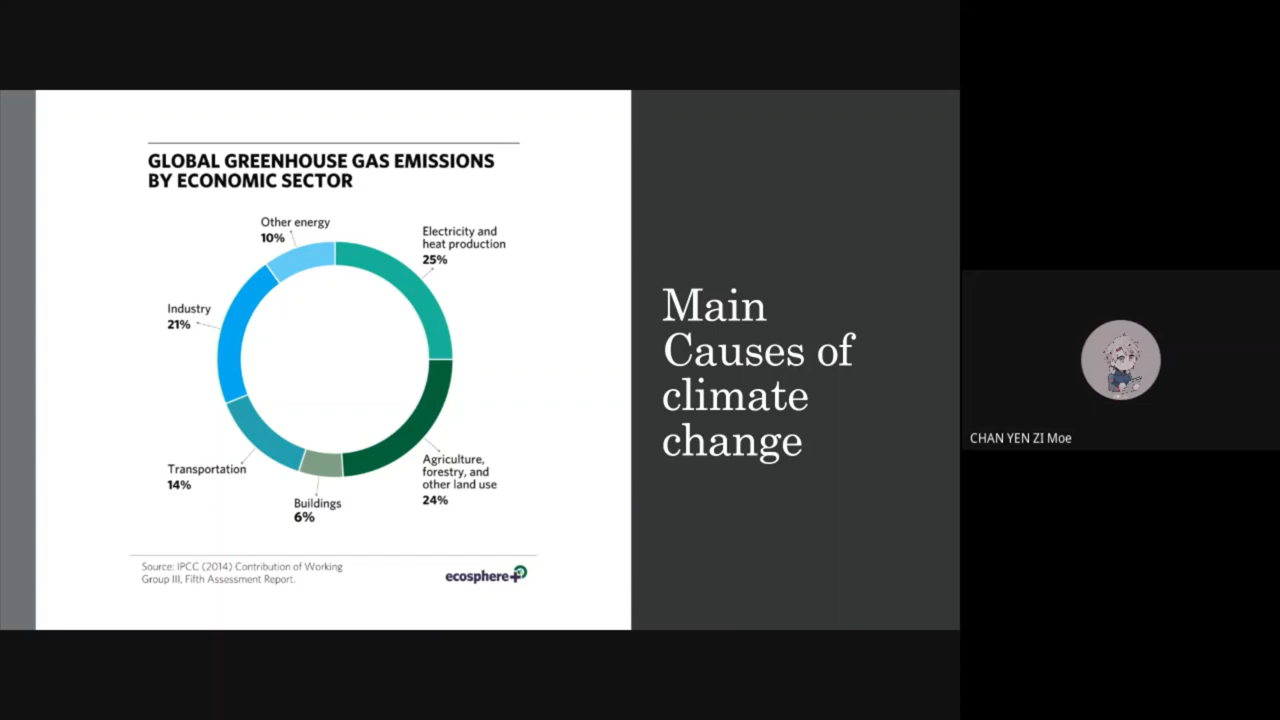 GLOBAL GREENHOUSE GAS EMISSIONS
BY ECONOMIC SECTOR
Other energy
10%
Electricity and
heat production
25%
Industry
21%
Transportation
14%
Buildings
6%
Agriculture,
forestry, and
other land use
24%
Source: IPCC (2014) Contribution of Working
Group III, Fifth Assessment Report.
ecosphere+
Main
Causes of
climate
change
CHAN YEN ZI Moe